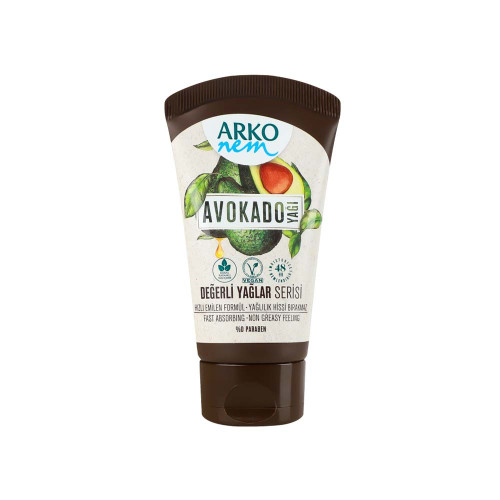 ARKO
nem
AVOKADO
YAĞI
VEGAN
48
DEĞERLİ YAĞLAR SERİSİ
HIZLI EMİLEN FORMÜL - YAĞLILIK HİSSİ BIRAKMAZ
FAST ABSORBING - NON GREASY FEELING
%0 PARABEN